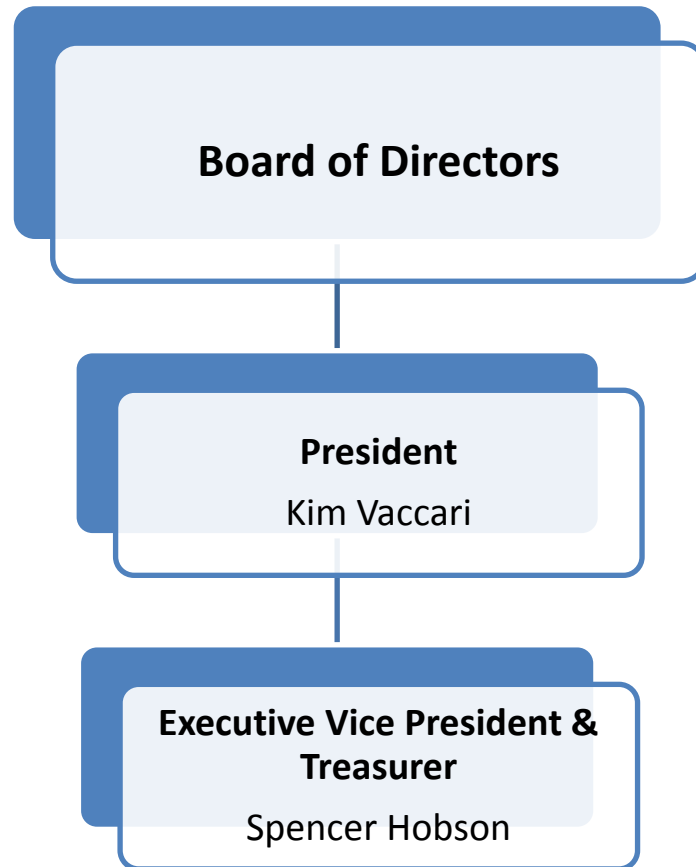 Board of Directors
President
Kim Vaccari
Executive Vice President &
Treasurer
Spencer Hobson